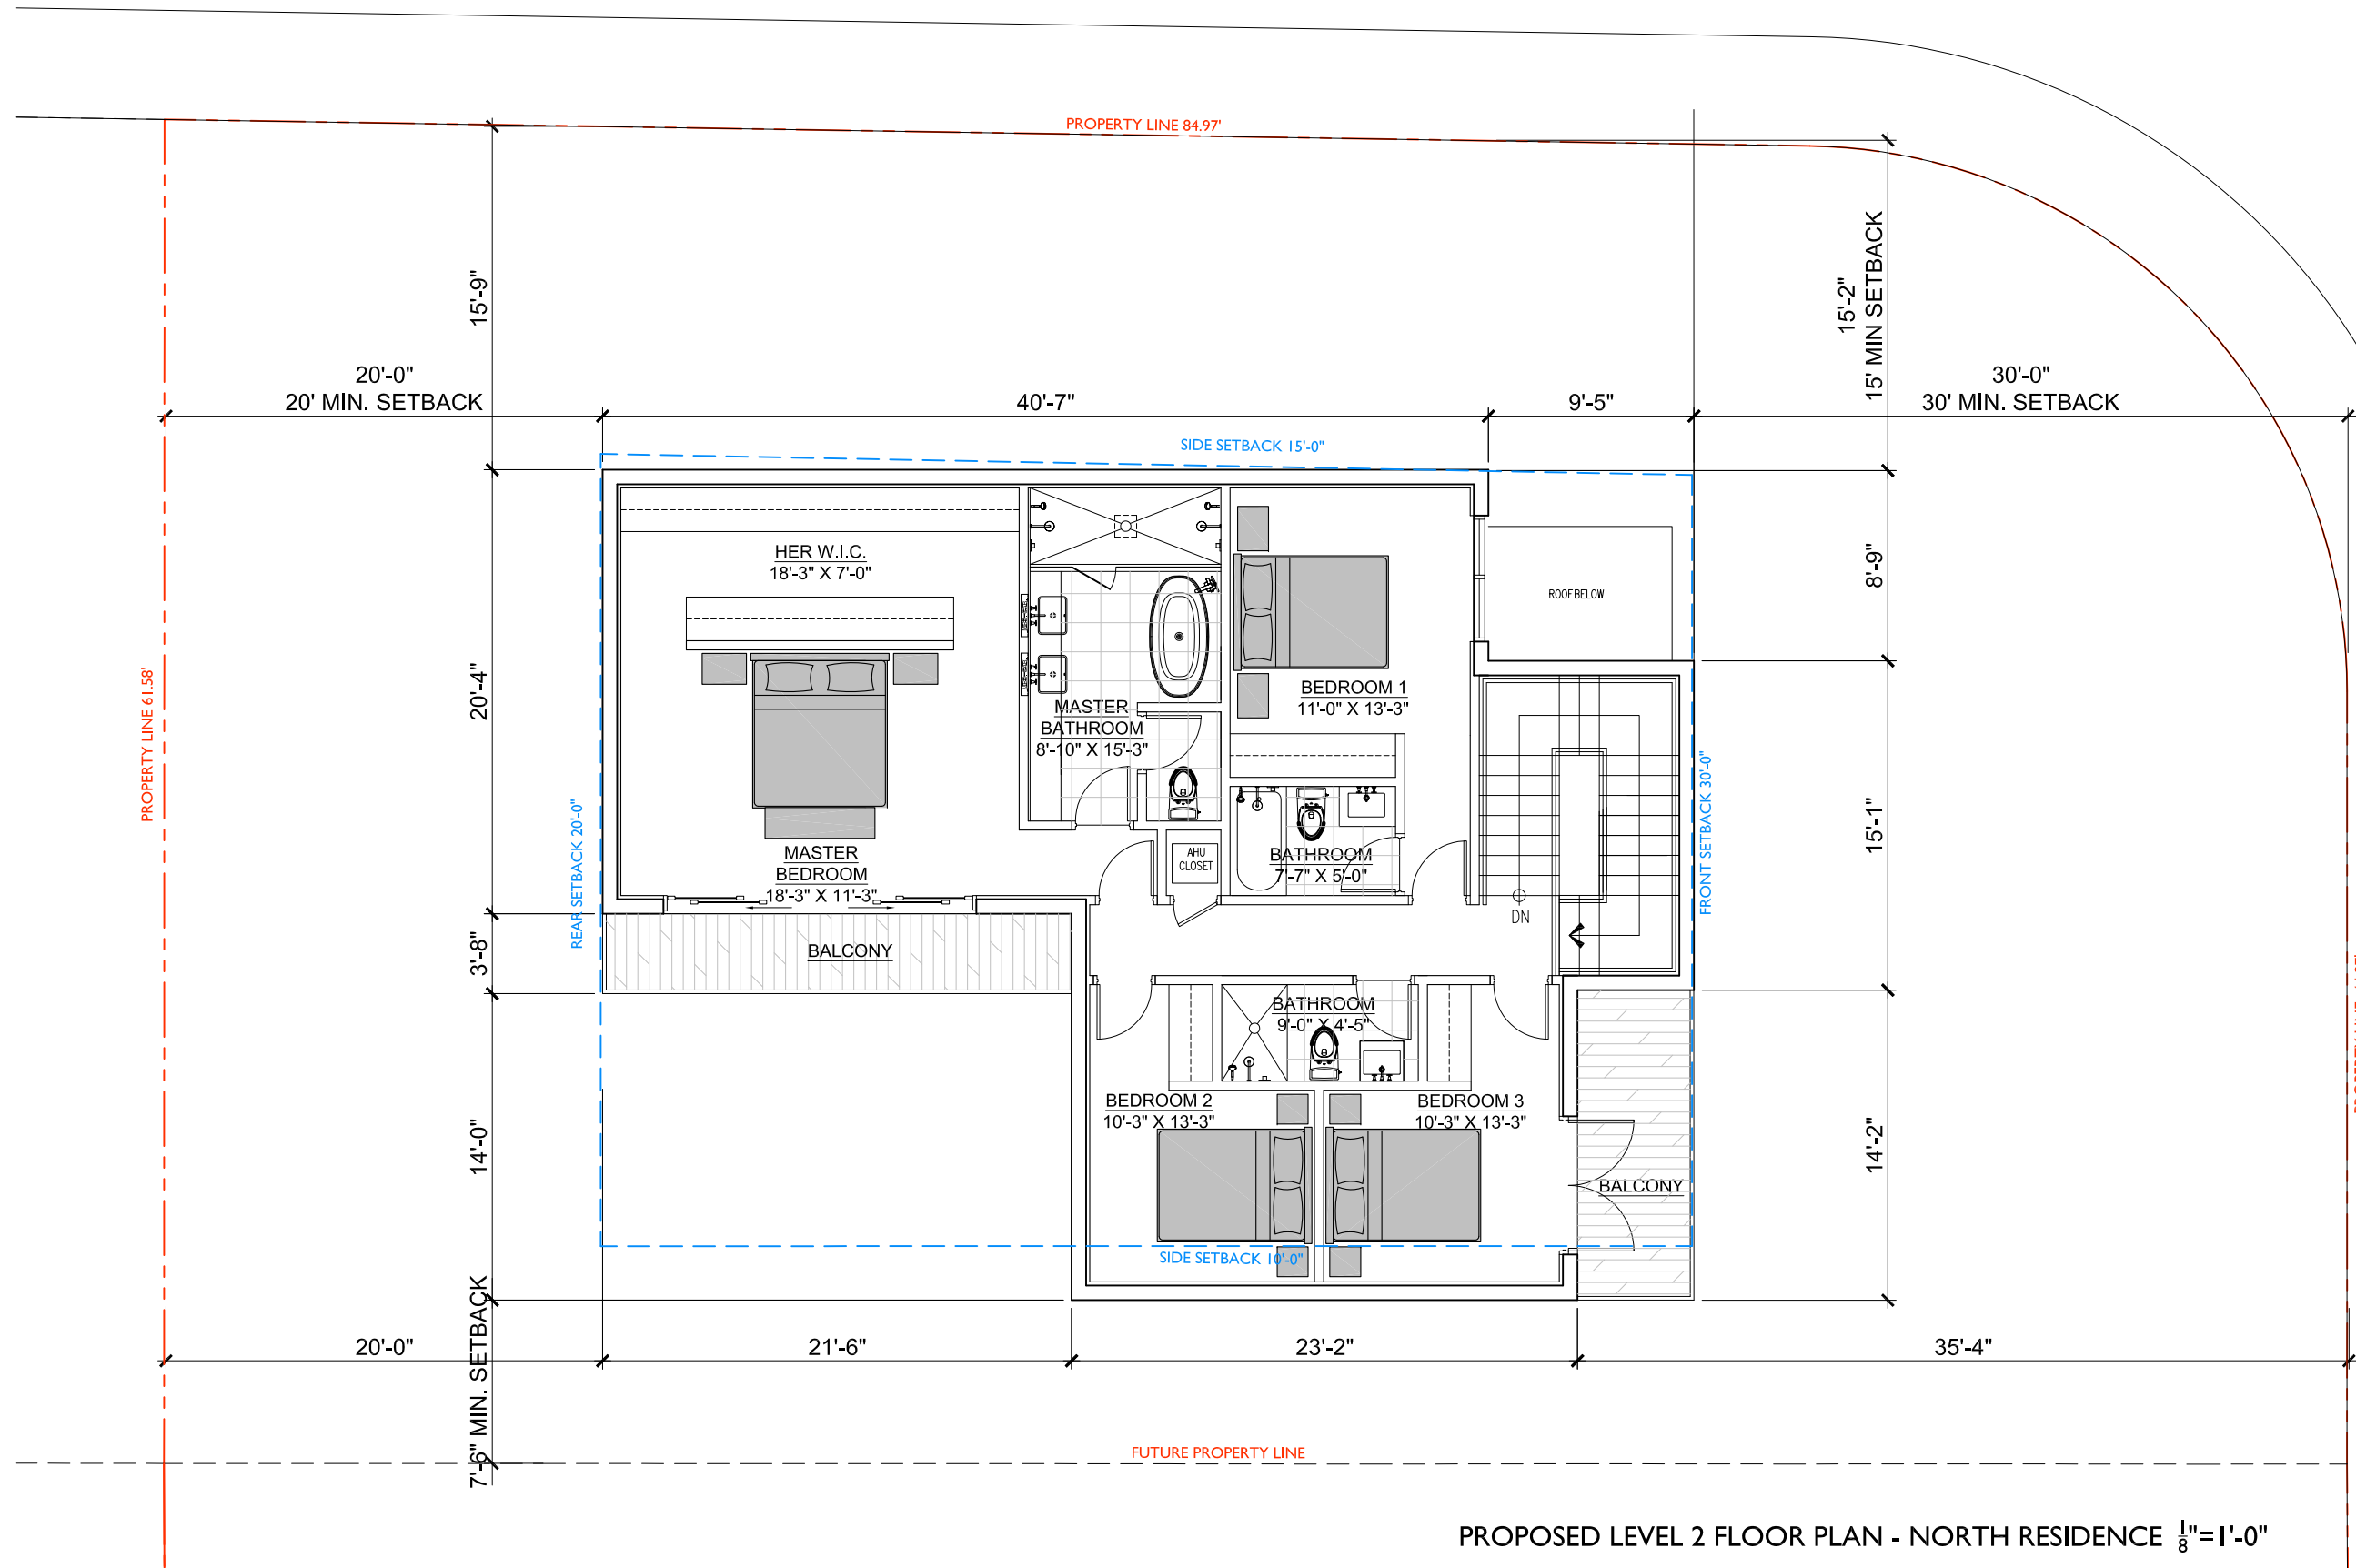 PROPERTY LINE 84.97'
15'-9"
15'-2"
15' MIN SETBACK
20'-0"
20' MIN. SETBACK
40'-7"
9'-5"
30'-0"
30' MIN. SETBACK
SIDE SETBACK 15'-0"
HER W.I.C.
18'-3" X 7'-0"
8'-9"
ROOF BELOW
PROPERTY LINE 61.58'
20'-4"
BEDROOM 1
11'-0" X 13'-3"
MASTER
BATHROOM
8'-10" X 15'-3"
FRONT SETBACK 30'-0"
15'-1"
REAR SETBACK 20'-0"
MASTER
BEDROOM
18'-3" X 11'-3"
AHU
CLOSET
BATHROOM
7'-7" X 5'-0"
DN
3'-8"
BALCONY
BATHROOM
9'-0" X 4'-5"
BEDROOM 2
10'-3" X 13'-3"
BEDROOM 3
10'-3" X 13'-3"
14'-0"
14'-2"
BALCONY
SIDE SETBACK 10'-0"
7'-6" MIN. SETBACK
20'-0"
21'-6"
23'-2"
35'-4"
FUTURE PROPERTY LINE
PROPOSED LEVEL 2 FLOOR PLAN - NORTH RESIDENCE 1/8"=1'-0"